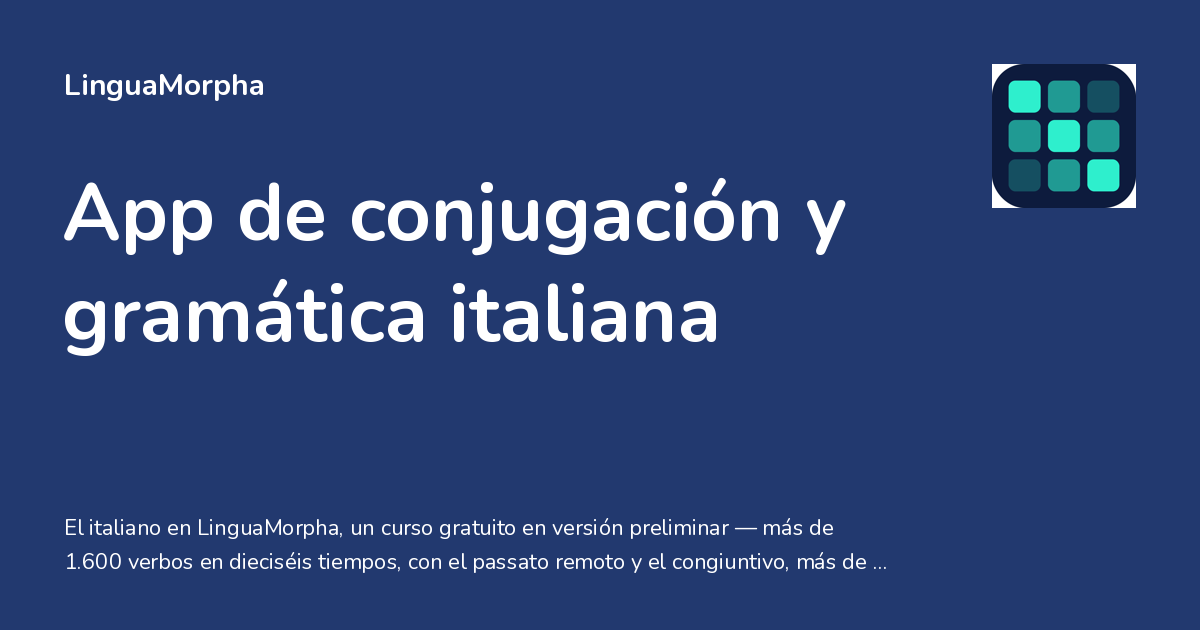 LinguaMorpha
App de conjugación y
gramática italiana
El italiano en LinguaMorpha, un curso gratuito en versión preliminar — más de
1.600 verbos en dieciséis tiempos, con el passato remoto y el congiuntivo, más de ...